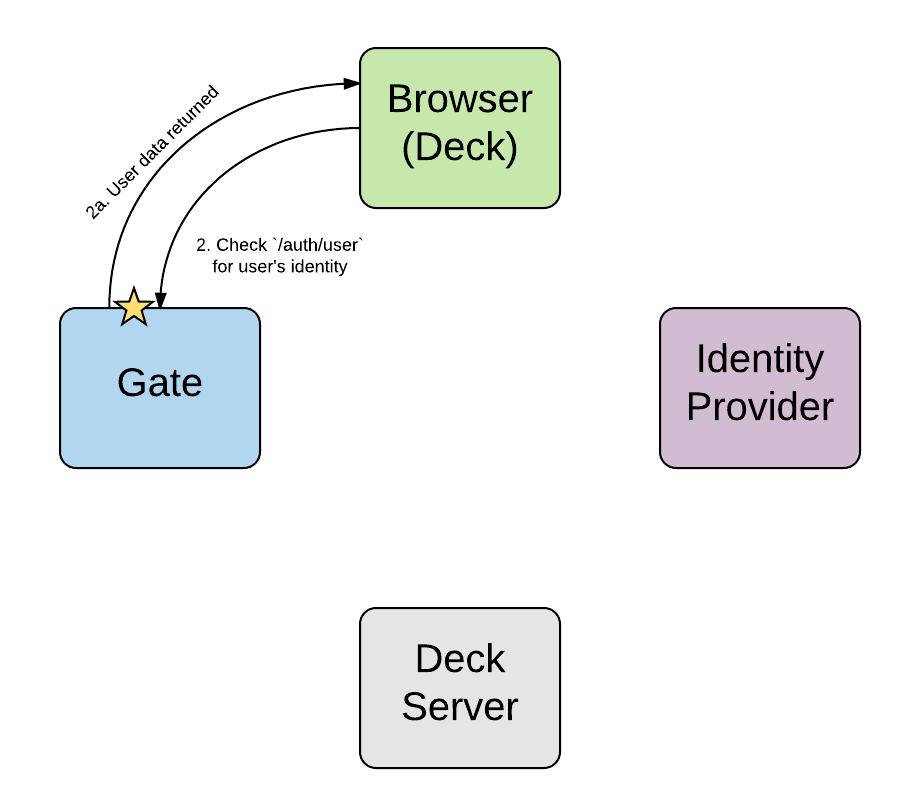 Browser
(Deck)
2a. User data returned
2. Check `/auth/user`
for user's identity
Gate
Identity
Provider
Deck
Server